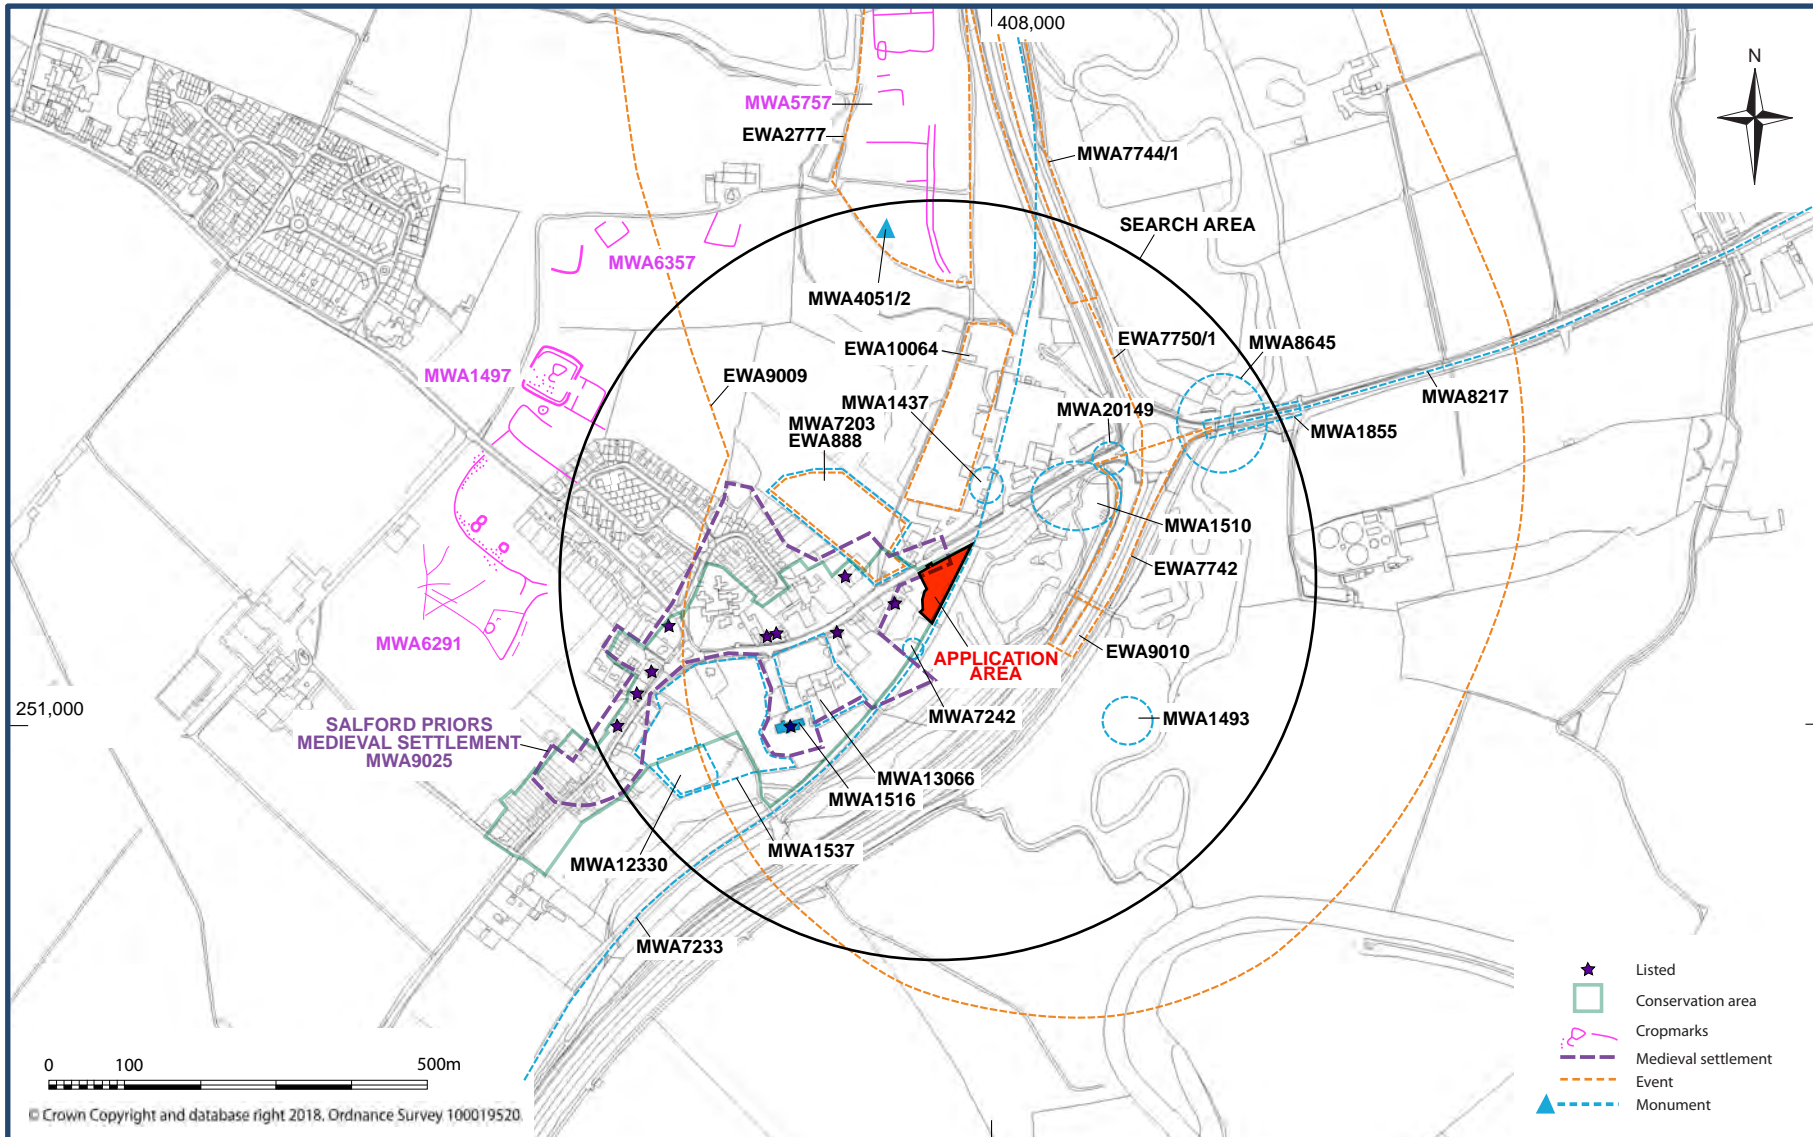 408,000
N
MWA5757
EWA2777
MWA7744/1
SEARCH AREA
MWA6357
MWA4051/2
EWA10064
EWA7750/1
MWA8645
MWA1497
EWA9009
MWA8217
MWA1437
MWA20149
MWA7203
EWA888
MWA1855
MWA1510
EWA7742
MWA6291
EWA9010
APPLICATION
AREA
251,000
MWA7242
MWA1493
SALFORD PRIORS
MEDIEVAL SETTLEMENT
MWA9025
MWA13066
MWA1516
MWA1537
MWA12330
MWA7233
Listed
Conservation area
Cropmarks
Medieval settlement
Event
Monument
0 100 500m
© Crown Copyright and database right 2018. Ordnance Survey 100019520.